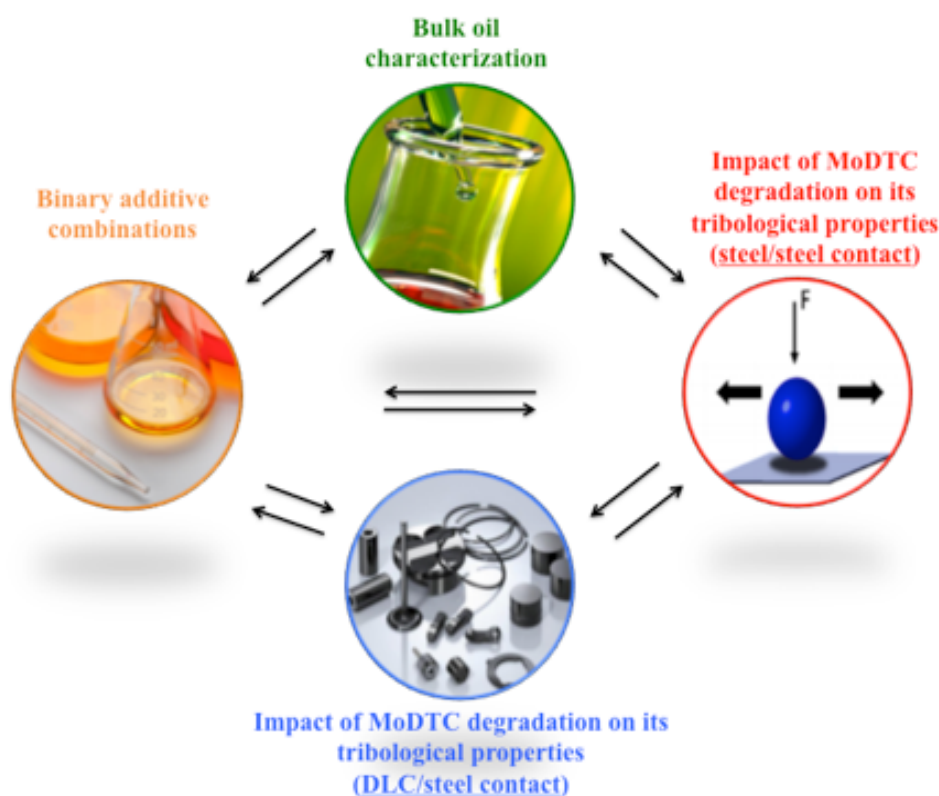 Bulk oil
characterization
Impact of MoDTC
degradation on its
tribological properties
(steel/steel contact)
Binary additive
combinations
F
Impact of MoDTC degradation on its
tribological properties
(DLC/steel contact)